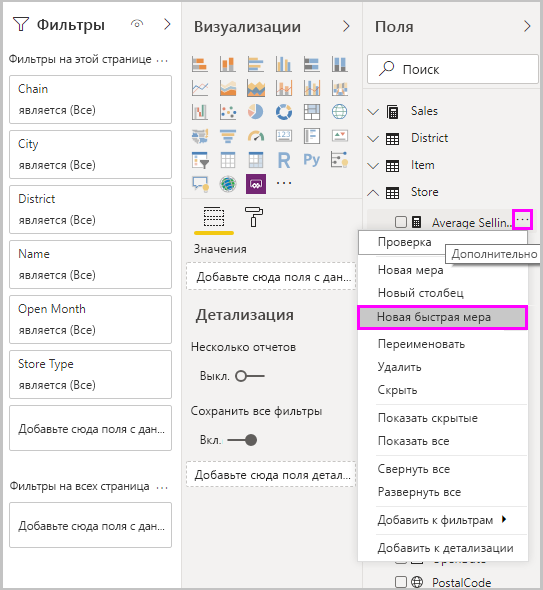 Фильтры
Фильтры на этой странице ...
Chain
является (Все)
City
является (Все)
District
является (Все)
Name
является (Все)
Open Month
является (Все)
Store Type
является (Все)
Добавьте сюда поля с дан...
Фильтры на всех страница ...
Добавьте сюда поля с дан...
Визуализации
123
R
Py
...
Значения
Добавьте сюда поля с дан...
Детализация
Несколько отчетов
Выкл.
Сохранить все фильтры
Вкл.
Добавьте сюда поля детал...
Поля
Поиск
Sales
District
Item
Store
Average Sellin...
...
Проверка
Дополнительно
Новая мера
Новый столбец
Новая быстрая мера
Переименовать
Удалить
Скрыть
Показать скрытые
Показать все
Свернуть все
Развернуть все
Добавить к фильтрам
Добавить к детализации
OpenDate
PostalCode